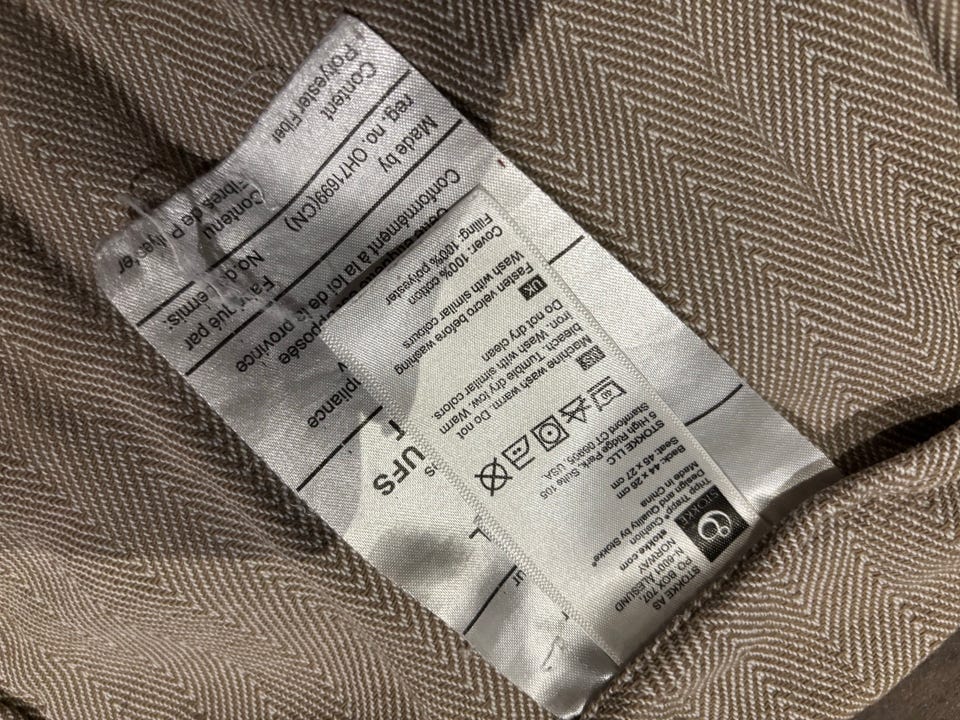 STOKKE AS
PO BOX 707,
N-6001 ÅLESUND
NORWAY
stokke.com
STOKKE
Tripp Trapp® Cushion
Design and Quality by Stokke®
Made in China
Back: 44 x 26 cm
Seat: 45 x 27 cm
STOKKE LLC
5 High Ridge Park, Suite 105
Stamford CT 06905, USA.
40
Machine wash warm. Do not
bleach. Tumble dry low. Warm
iron. Wash with similar colors.
Do not dry clean
UK
Fasten velcro before washing
Wash with similar colours
Cover: 100% cotton
Filling: 100% polyester
UFS
mpliance
pposée
Conformément à la loi de la province
Made by
reg. no. OH71699(CN)
Content
Polyester Fiber
No.
par
Contenu
Fibres de